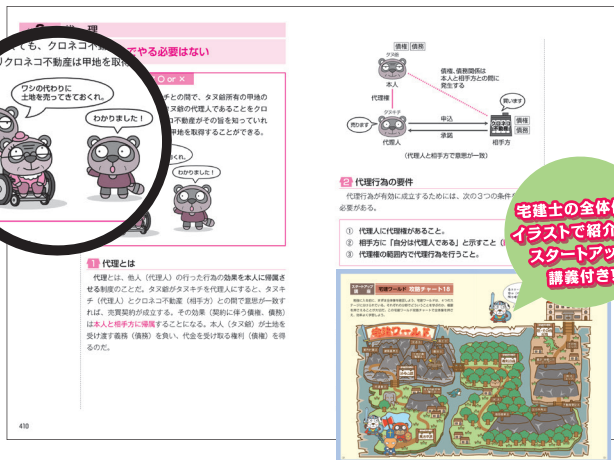 ても、クロネコ不動
でやる必要はない
クロネコ不動産は甲地を取得
O or ×
ワシの代わりに
土地を売ってきておくれ。
わかりました！
チとの間で、タヌ爺所有の甲地の
ヌ爺の代理人であることをクロ
コ不動産がその旨を知っていれ
甲地を取得することができる。
おくれ。
わかりました！
1 代理とは
代理とは、他人（代理人）の行った行為の効果を本人に帰属さ
せる制度のことだ。タヌ爺がタヌキチを代理人にすると、タヌキ
チ（代理人）とクロネコ不動産（相手方）との間で意思が一致す
れば、売買契約が成立する。その効果（契約に伴う債権、債務）
は本人と相手方に帰属することになる。本人（タヌ爺）が土地を
受け渡す義務（債務）を負い、代金を受け取る権利（債権）を得
るのだ。
410
債権 債務
タヌ爺
本人
債権、債務関係は
本人と相手方との間に
発生する
代理権
買います
タヌキチ
売ります
申込
承諾
クロネコ
不動産
債権
債務
代理人
相手方
（代理人と相手方で意思が一致）
2 代理行為の要件
代理行為が有効に成立するためには、次の3つの条件
必要がある。
① 代理人に代理権があること。
② 相手方に「自分は代理人である」と示すこと
③ 代理権の範囲内で代理行為を行うこと。
宅建士の全体
イラストで紹介
スタートアッ
講義付き！
スタートアップ
講座
宅建ワールド 攻略チャート18
宅建ワールド